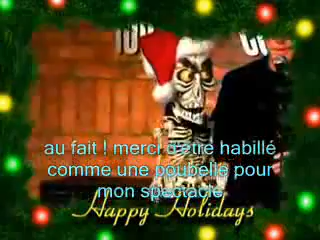 au fait ! merci d'être habillé
comme une poubelle pour
mon spectacle
Happy Holidays